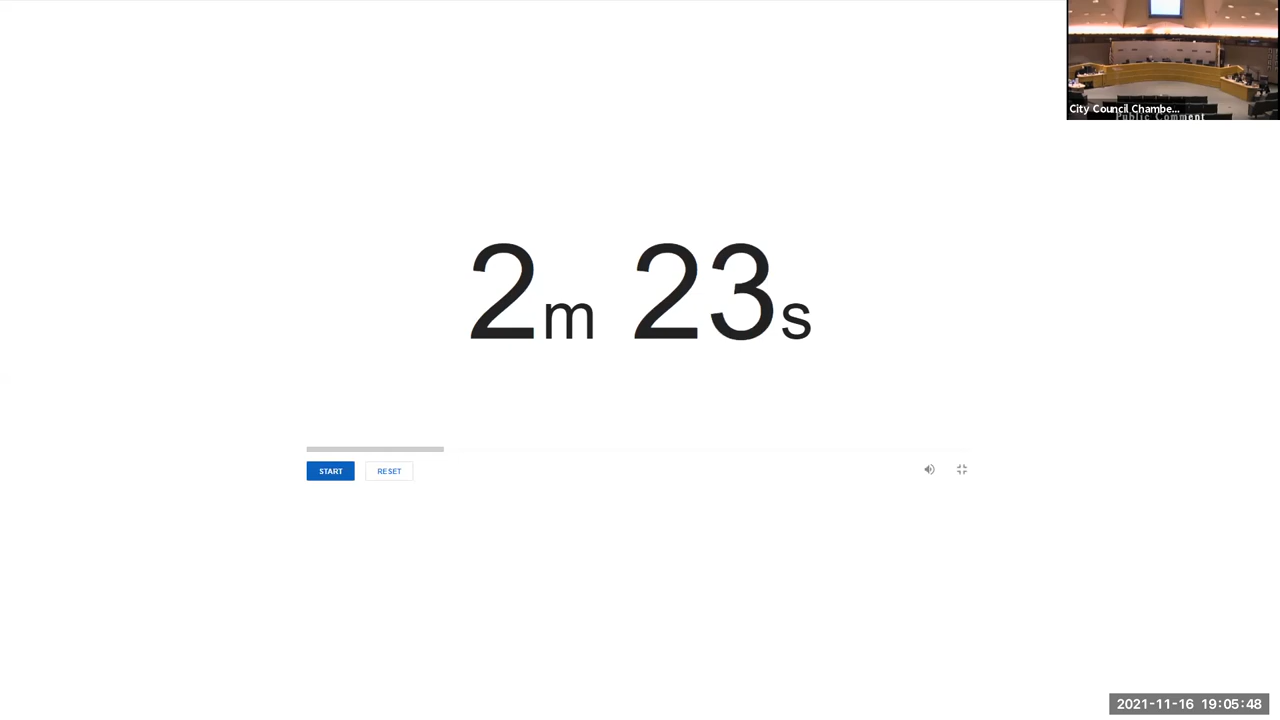 City Council Chambe...
Public Comment
2m 23s
START
RESET
2021-11-16 19:05:48